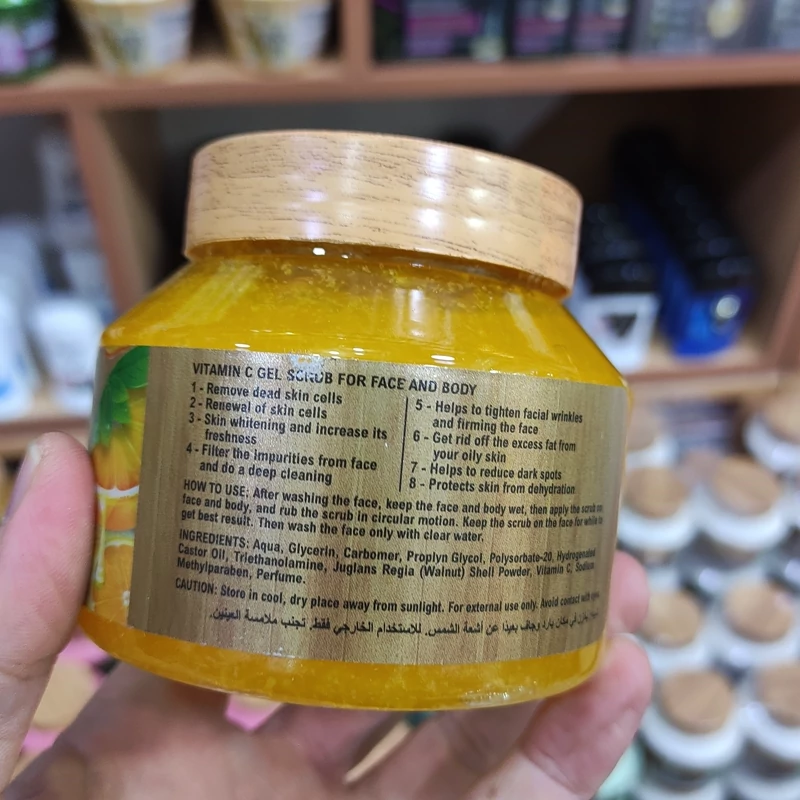 VITAMIN C GEL SCRUB FOR FACE AND BODY
1 - Remove dead skin cells
2 - Renewal of skin cells
3 - Skin whitening and increase its
freshness
4 - Filter the impurities from face
and do a deep cleaning
5 - Helps to tighten facial wrinkles
and firming the face
6 - Get rid off the excess fat from
your oily skin
7 - Helps to reduce dark spots
8 - Protects skin from dehydration
HOW TO USE: After washing the face, keep the face and body wet, then apply the scrub on
face and body, and rub the scrub in circular motion. Keep the scrub on the face for while to
get best result. Then wash the face only with clear water.
INGREDIENTS: Aqua, Glycerin, Carbomer, Proplyn Glycol, Polysorbate-20, Hydrogenated
Castor Oil, Triethanolamine, Juglans Regia (Walnut) Shell Powder, Vitamin C, Sodium
Methylparaben, Perfume.
CAUTION: Store in cool, dry place away from sunlight. For external use only. Avoid contact with eyes.
في مكان بارد وجاف بعيدا عن أشعة الشمس. للاستخدام الخارجي فقط. تجنب ملامسة العينين.